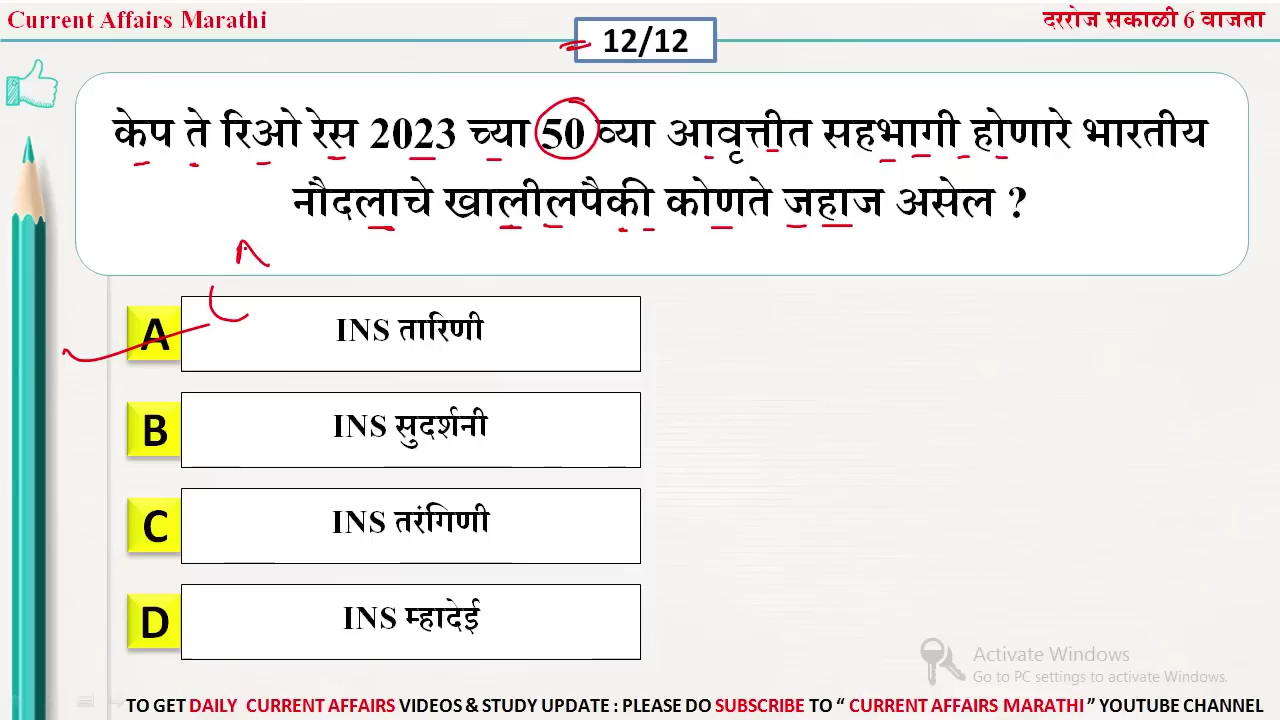 Current Affairs Marathi
दररोज सकाळी 6 वाजता
12/12
केप ते रिओ रेस 2023 च्या 50 व्या आवृत्तीत सहभागी होणारे भारतीय
नौदलाचे खालीलपैकी कोणते जहाज असेल ?
A INS तारिणी
B INS सुदर्शनी
C INS तरंगिणी
D INS म्हादेई
Activate Windows
Go to PC settings to activate Windows.
TO GET DAILY CURRENT AFFAIRS VIDEOS & STUDY UPDATE : PLEASE DO SUBSCRIBE TO “ CURRENT AFFAIRS MARATHI ” YOUTUBE CHANNEL